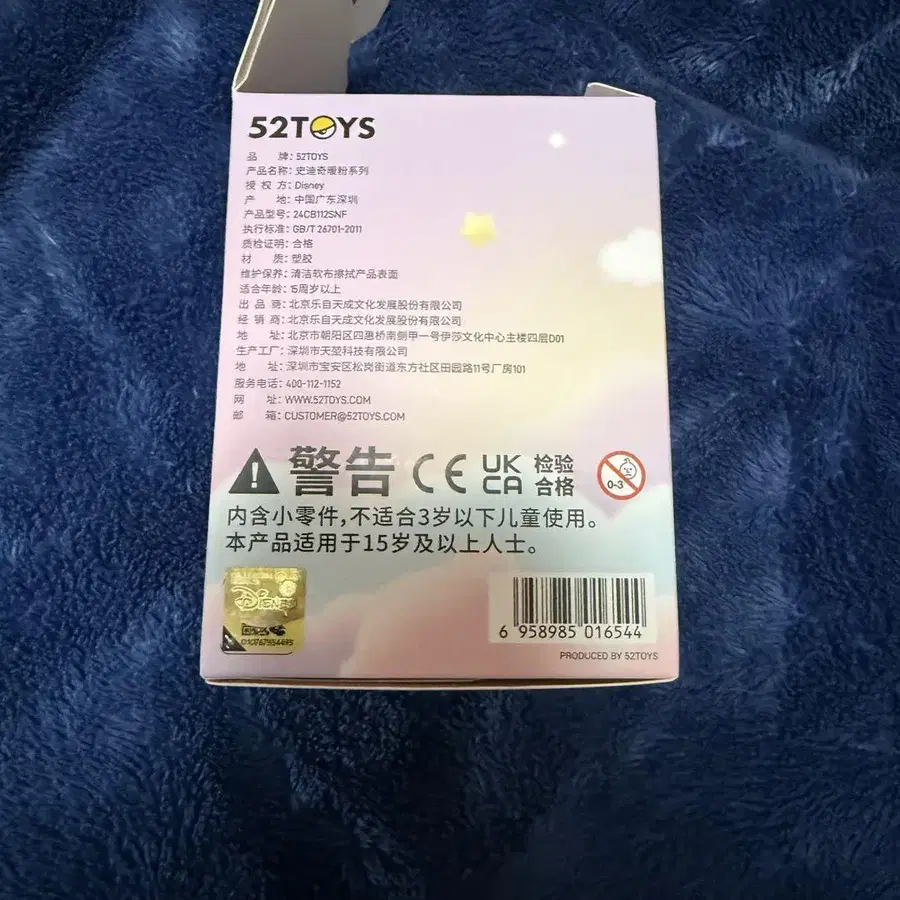 52TOYS
品 牌: 52TOYS
产品名称: 史迪奇暖粉系列
授 权 方: Disney
产 地: 中国广东深圳
产品型号: 24CB112SNF
执行标准: GB/T 26701-2011
质检证明: 合格
材 质: 塑胶
维护保养: 清洁软布擦拭产品表面
适合年龄: 15周岁以上
出 品 商: 北京乐自天成文化发展股份有限公司
经 销 商: 北京乐自天成文化发展股份有限公司
地 址: 北京市朝阳区四惠桥南侧甲一号伊莎文化中心主楼四层D01
生产工厂: 深圳市天堃科技有限公司
地 址: 深圳市宝安区松岗街道东方社区田园路11号厂房101
服务电话: 400-112-1152
网 址: WWW.52TOYS.COM
邮 箱: CUSTOMER@52TOYS.COM
警告 CE UK CA 检验合格 0-3
内含小零件,不适合3岁以下儿童使用。
本产品适用于15岁及以上人士。
Disney
6 958985 016544
PRODUCED BY 52TOYS